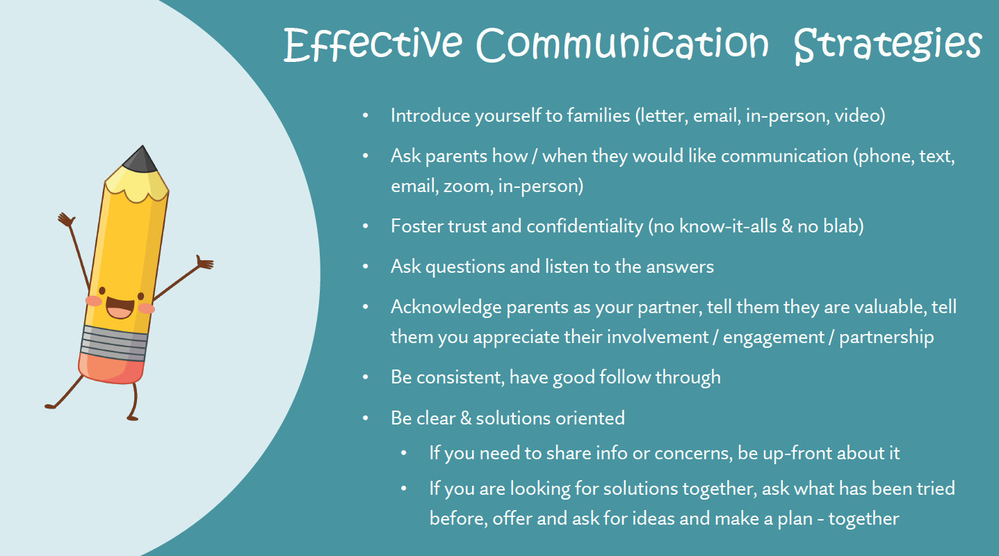 Effective Communication Strategies
• Introduce yourself to families (letter, email, in-person, video)
• Ask parents how / when they would like communication (phone, text,
email, zoom, in-person)
• Foster trust and confidentiality (no know-it-alls & no blab)
• Ask questions and listen to the answers
• Acknowledge parents as your partner, tell them they are valuable, tell
them you appreciate their involvement / engagement / partnership
• Be consistent, have good follow through
• Be clear & solutions oriented
• If you need to share info or concerns, be up-front about it
• If you are looking for solutions together, ask what has been tried
before, offer and ask for ideas and make a plan - together